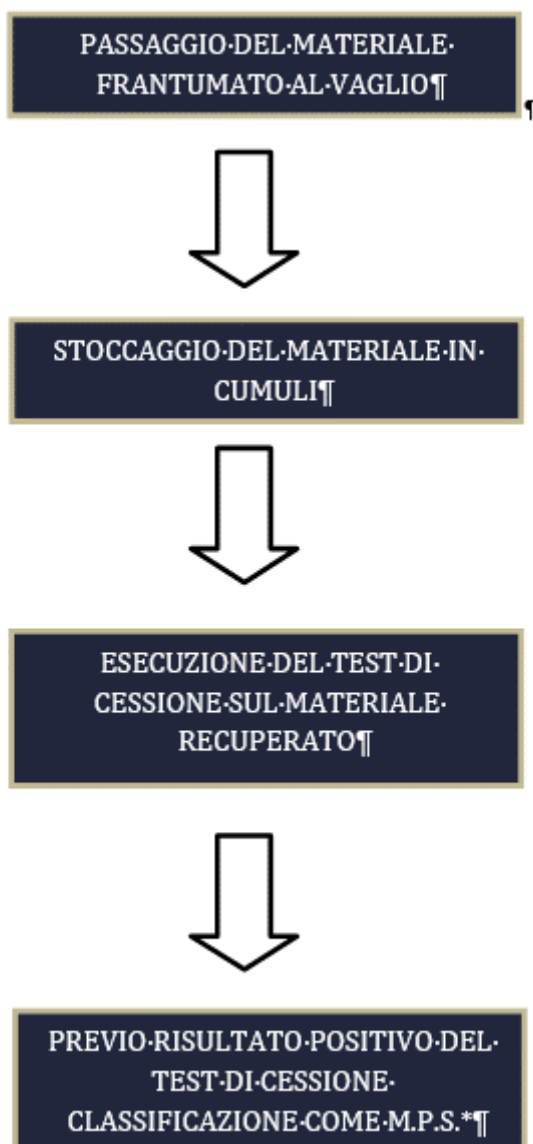 PASSAGGIO·DEL·MATERIALE·
FRANTUMATO·AL·VAGLIO¶
¶
STOCCAGGIO·DEL·MATERIALE·IN·
CUMULI¶
ESECUZIONE·DEL·TEST·DI·
CESSIONE·SUL·MATERIALE·
RECUPERATO¶
PREVIO·RISULTATO·POSITIVO·DEL·
TEST·DI·CESSIONE·
CLASSIFICAZIONE·COME·M.P.S.*¶